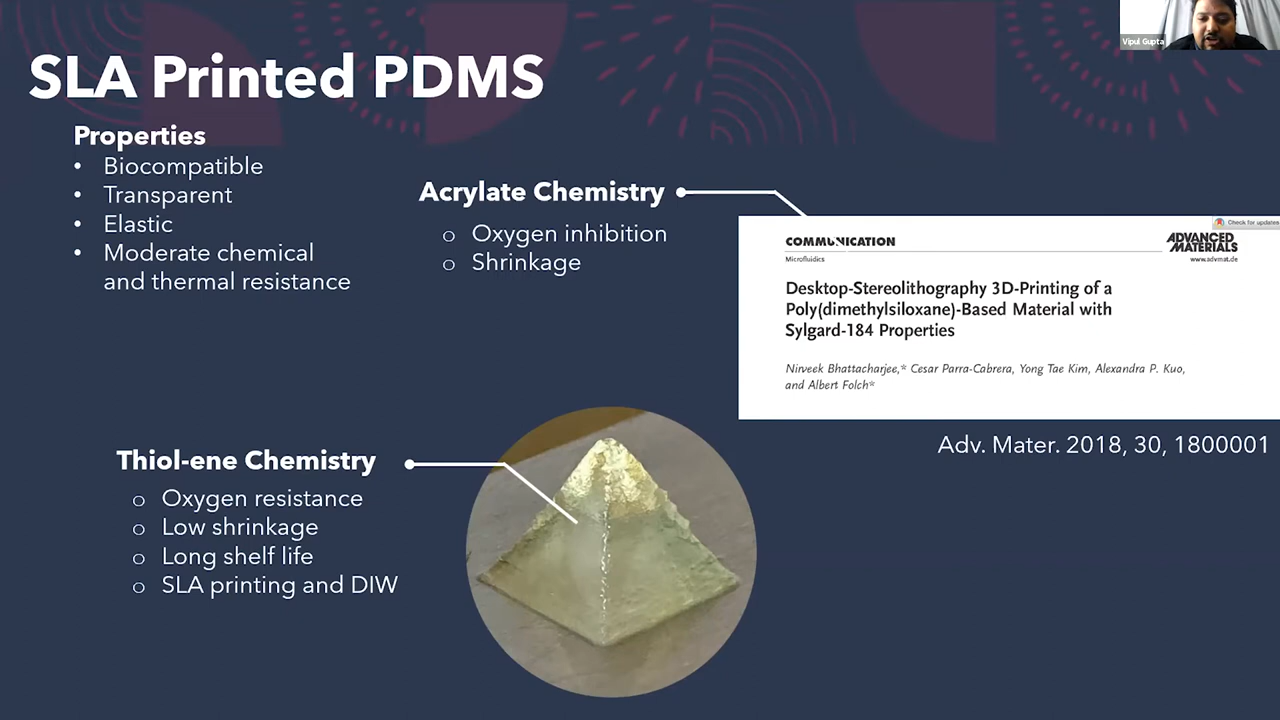 Vipul Gupta
SLA Printed PDMS
Properties
• Biocompatible
• Transparent
• Elastic
• Moderate chemical
and thermal resistance
Acrylate Chemistry
o Oxygen inhibition
o Shrinkage
Check for updates
COMMUNICATION
ADVANCED
MATERIALS
Microfluidics
www.advmat.de
Desktop-Stereolithography 3D-Printing of a
Poly(dimethylsiloxane)-Based Material with
Sylgard-184 Properties
Nirveek Bhattacharjee,* Cesar Parra-Cabrera, Yong Tae Kim, Alexandra P. Kuo,
and Albert Folch*
Adv. Mater. 2018, 30, 1800001
Thiol-ene Chemistry
o Oxygen resistance
o Low shrinkage
o Long shelf life
o SLA printing and DIW